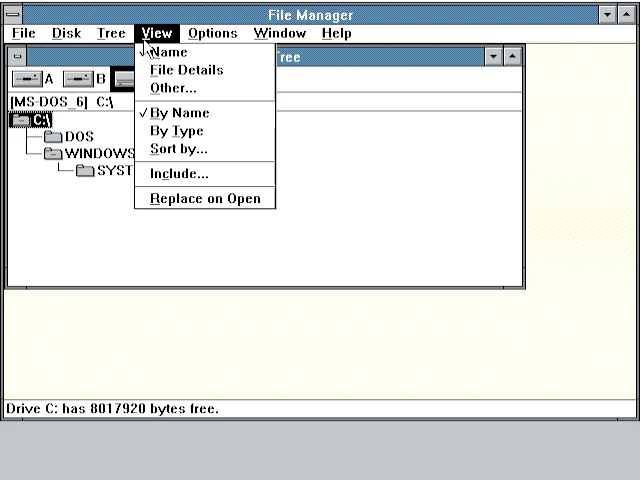 File Manager
File Disk Tree View Options Window Help
Tree
Name
File Details
Other...
By Name
By Type
Sort by...
Include...
Replace on Open
A B
[MS-DOS_6] C:\
C:\
DOS
WINDOWS
SYST
Drive C: has 8017920 bytes free.